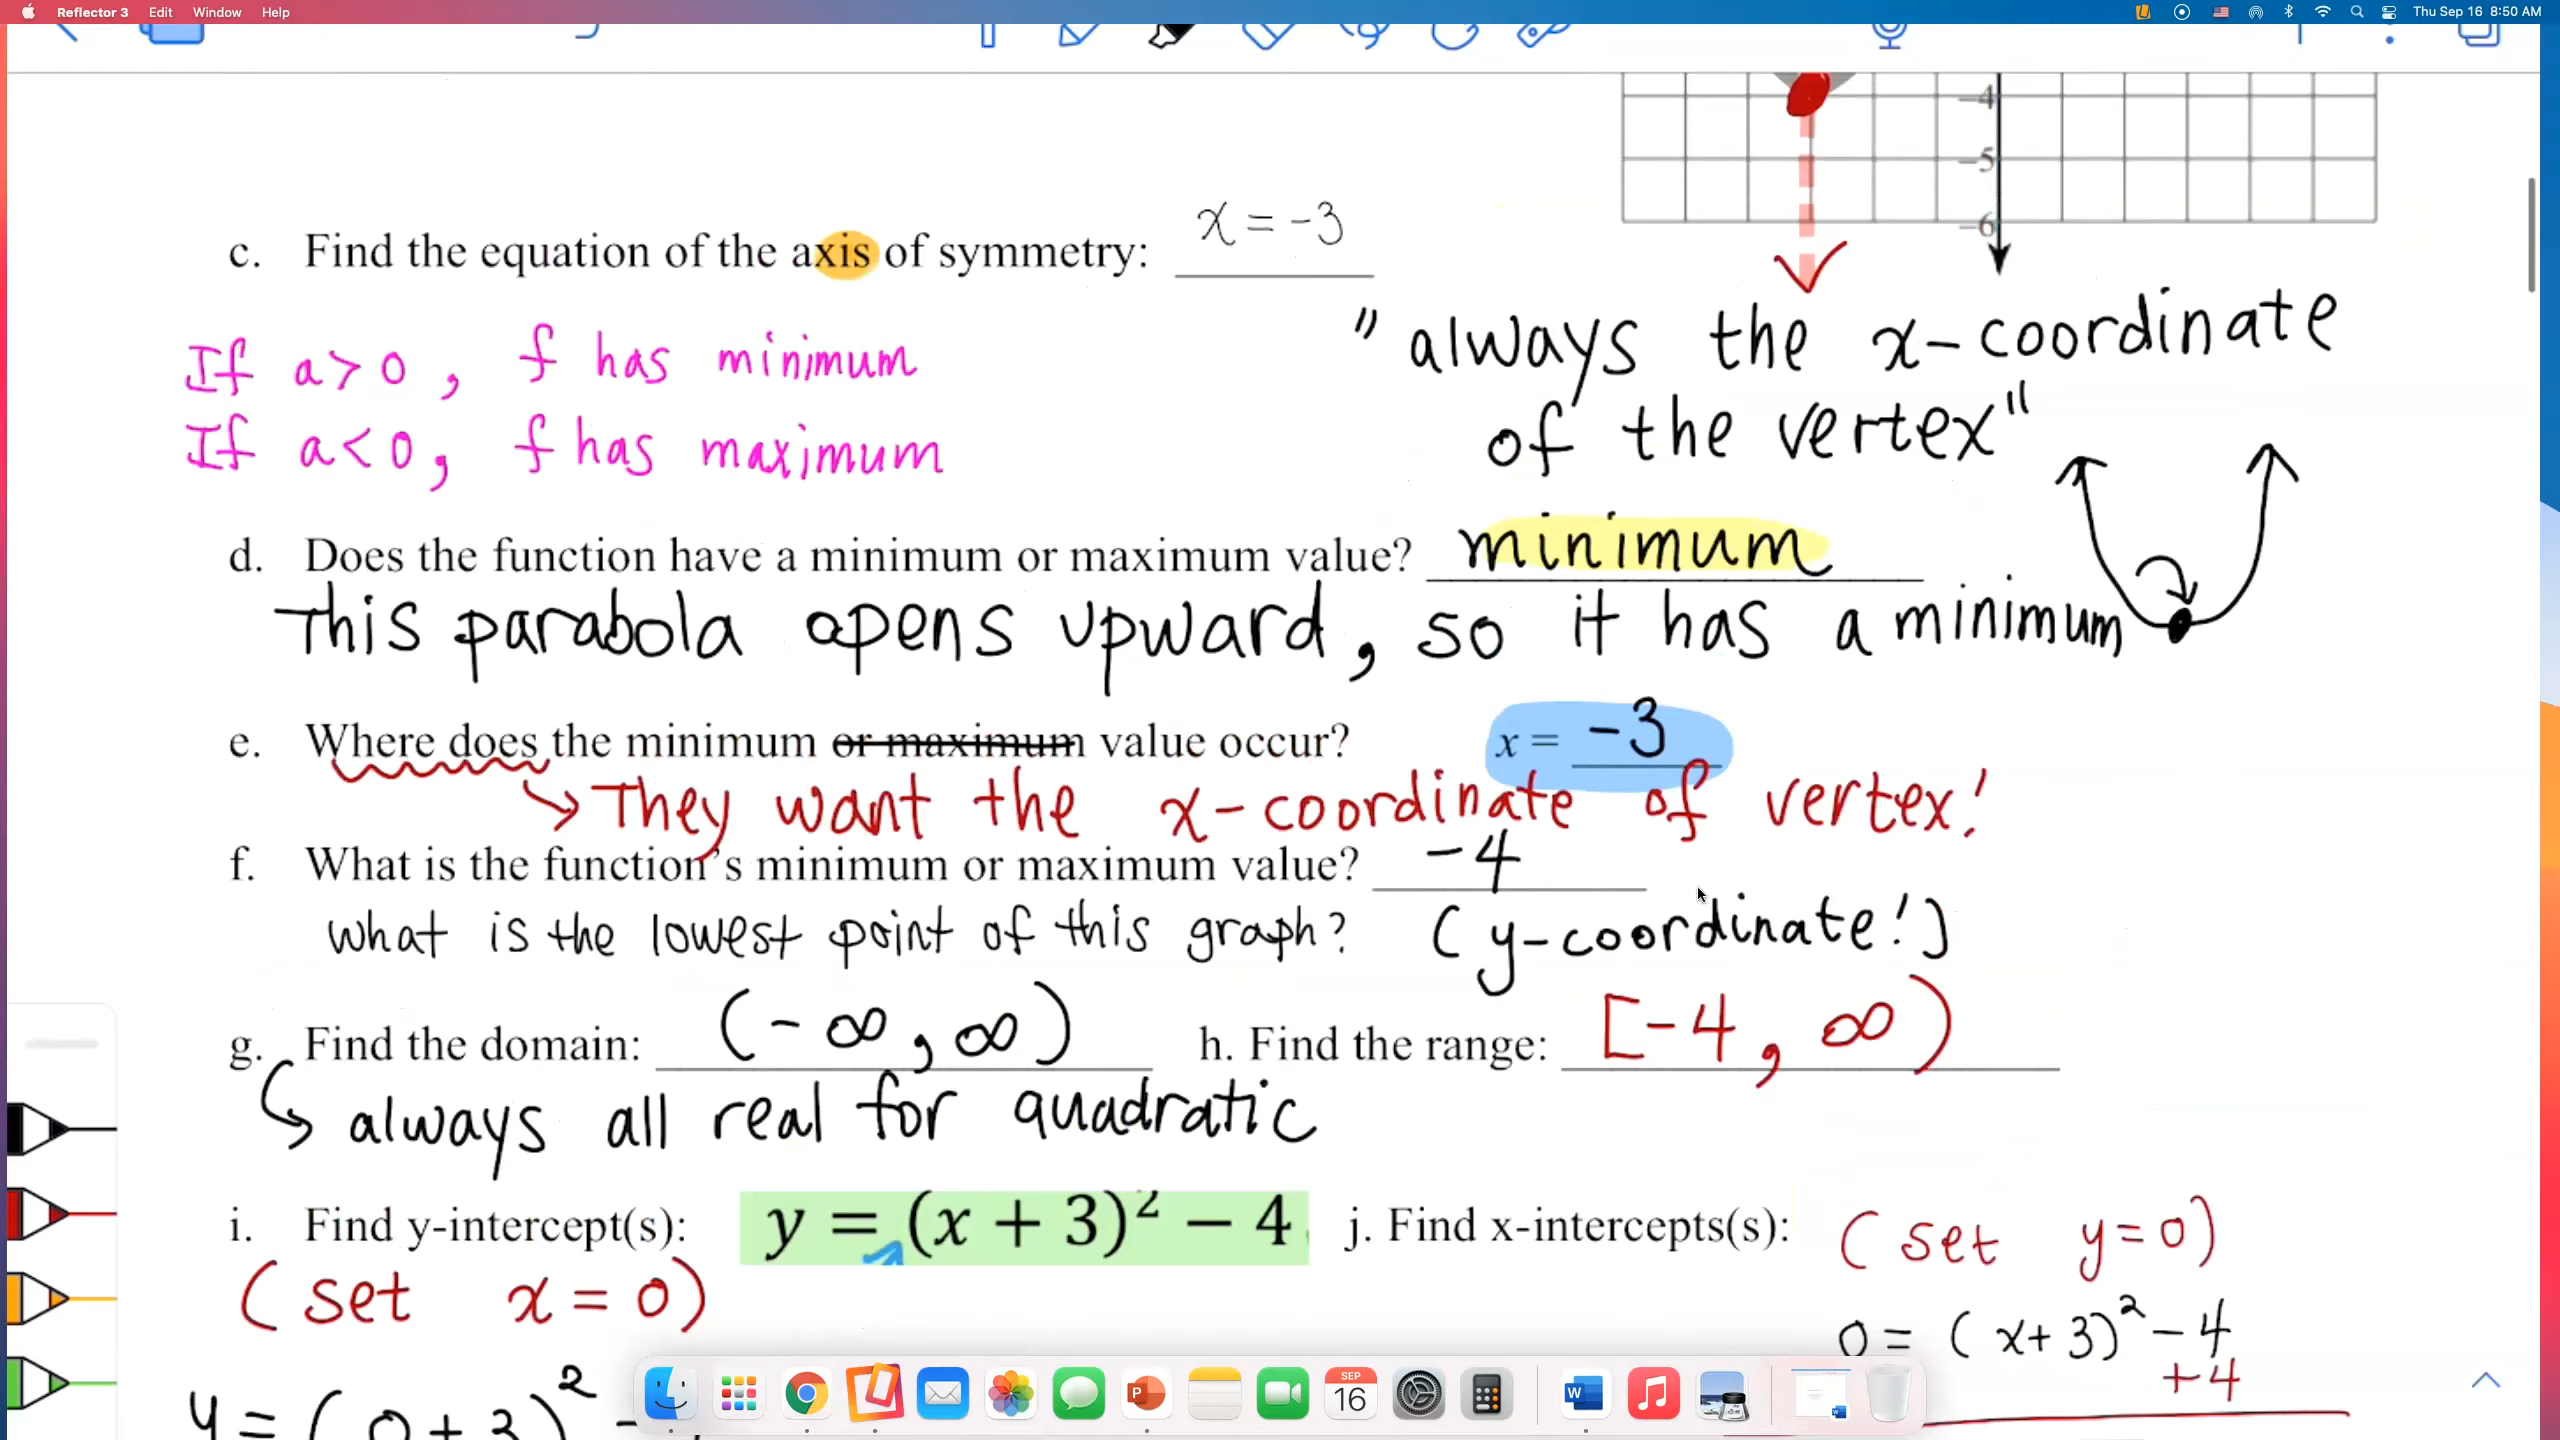 Reflector 3 Edit Window Help Thu Sep 16 8:50 AM
-4
-5
-6
c. Find the equation of the axis of symmetry: x = -3
"always the x-coordinate
of the vertex"
If a > 0, f has minimum
If a < 0, f has maximum
d. Does the function have a minimum or maximum value? minimum
This parabola opens upward, so it has a minimum
e. Where does the minimum or maximum value occur? x = -3
They want the x-coordinate of vertex!
f. What is the function's minimum or maximum value? -4
what is the lowest point of this graph? (y-coordinate!)
g. Find the domain: (-∞, ∞) h. Find the range: [-4, ∞)
always all real for quadratic
i. Find y-intercept(s): y = (x + 3)² − 4 j. Find x-intercepts(s): (set y=0)
(set x = 0)
0 = (x+3)² - 4
+4
y = (0+3)² -
SEP
16
P
W